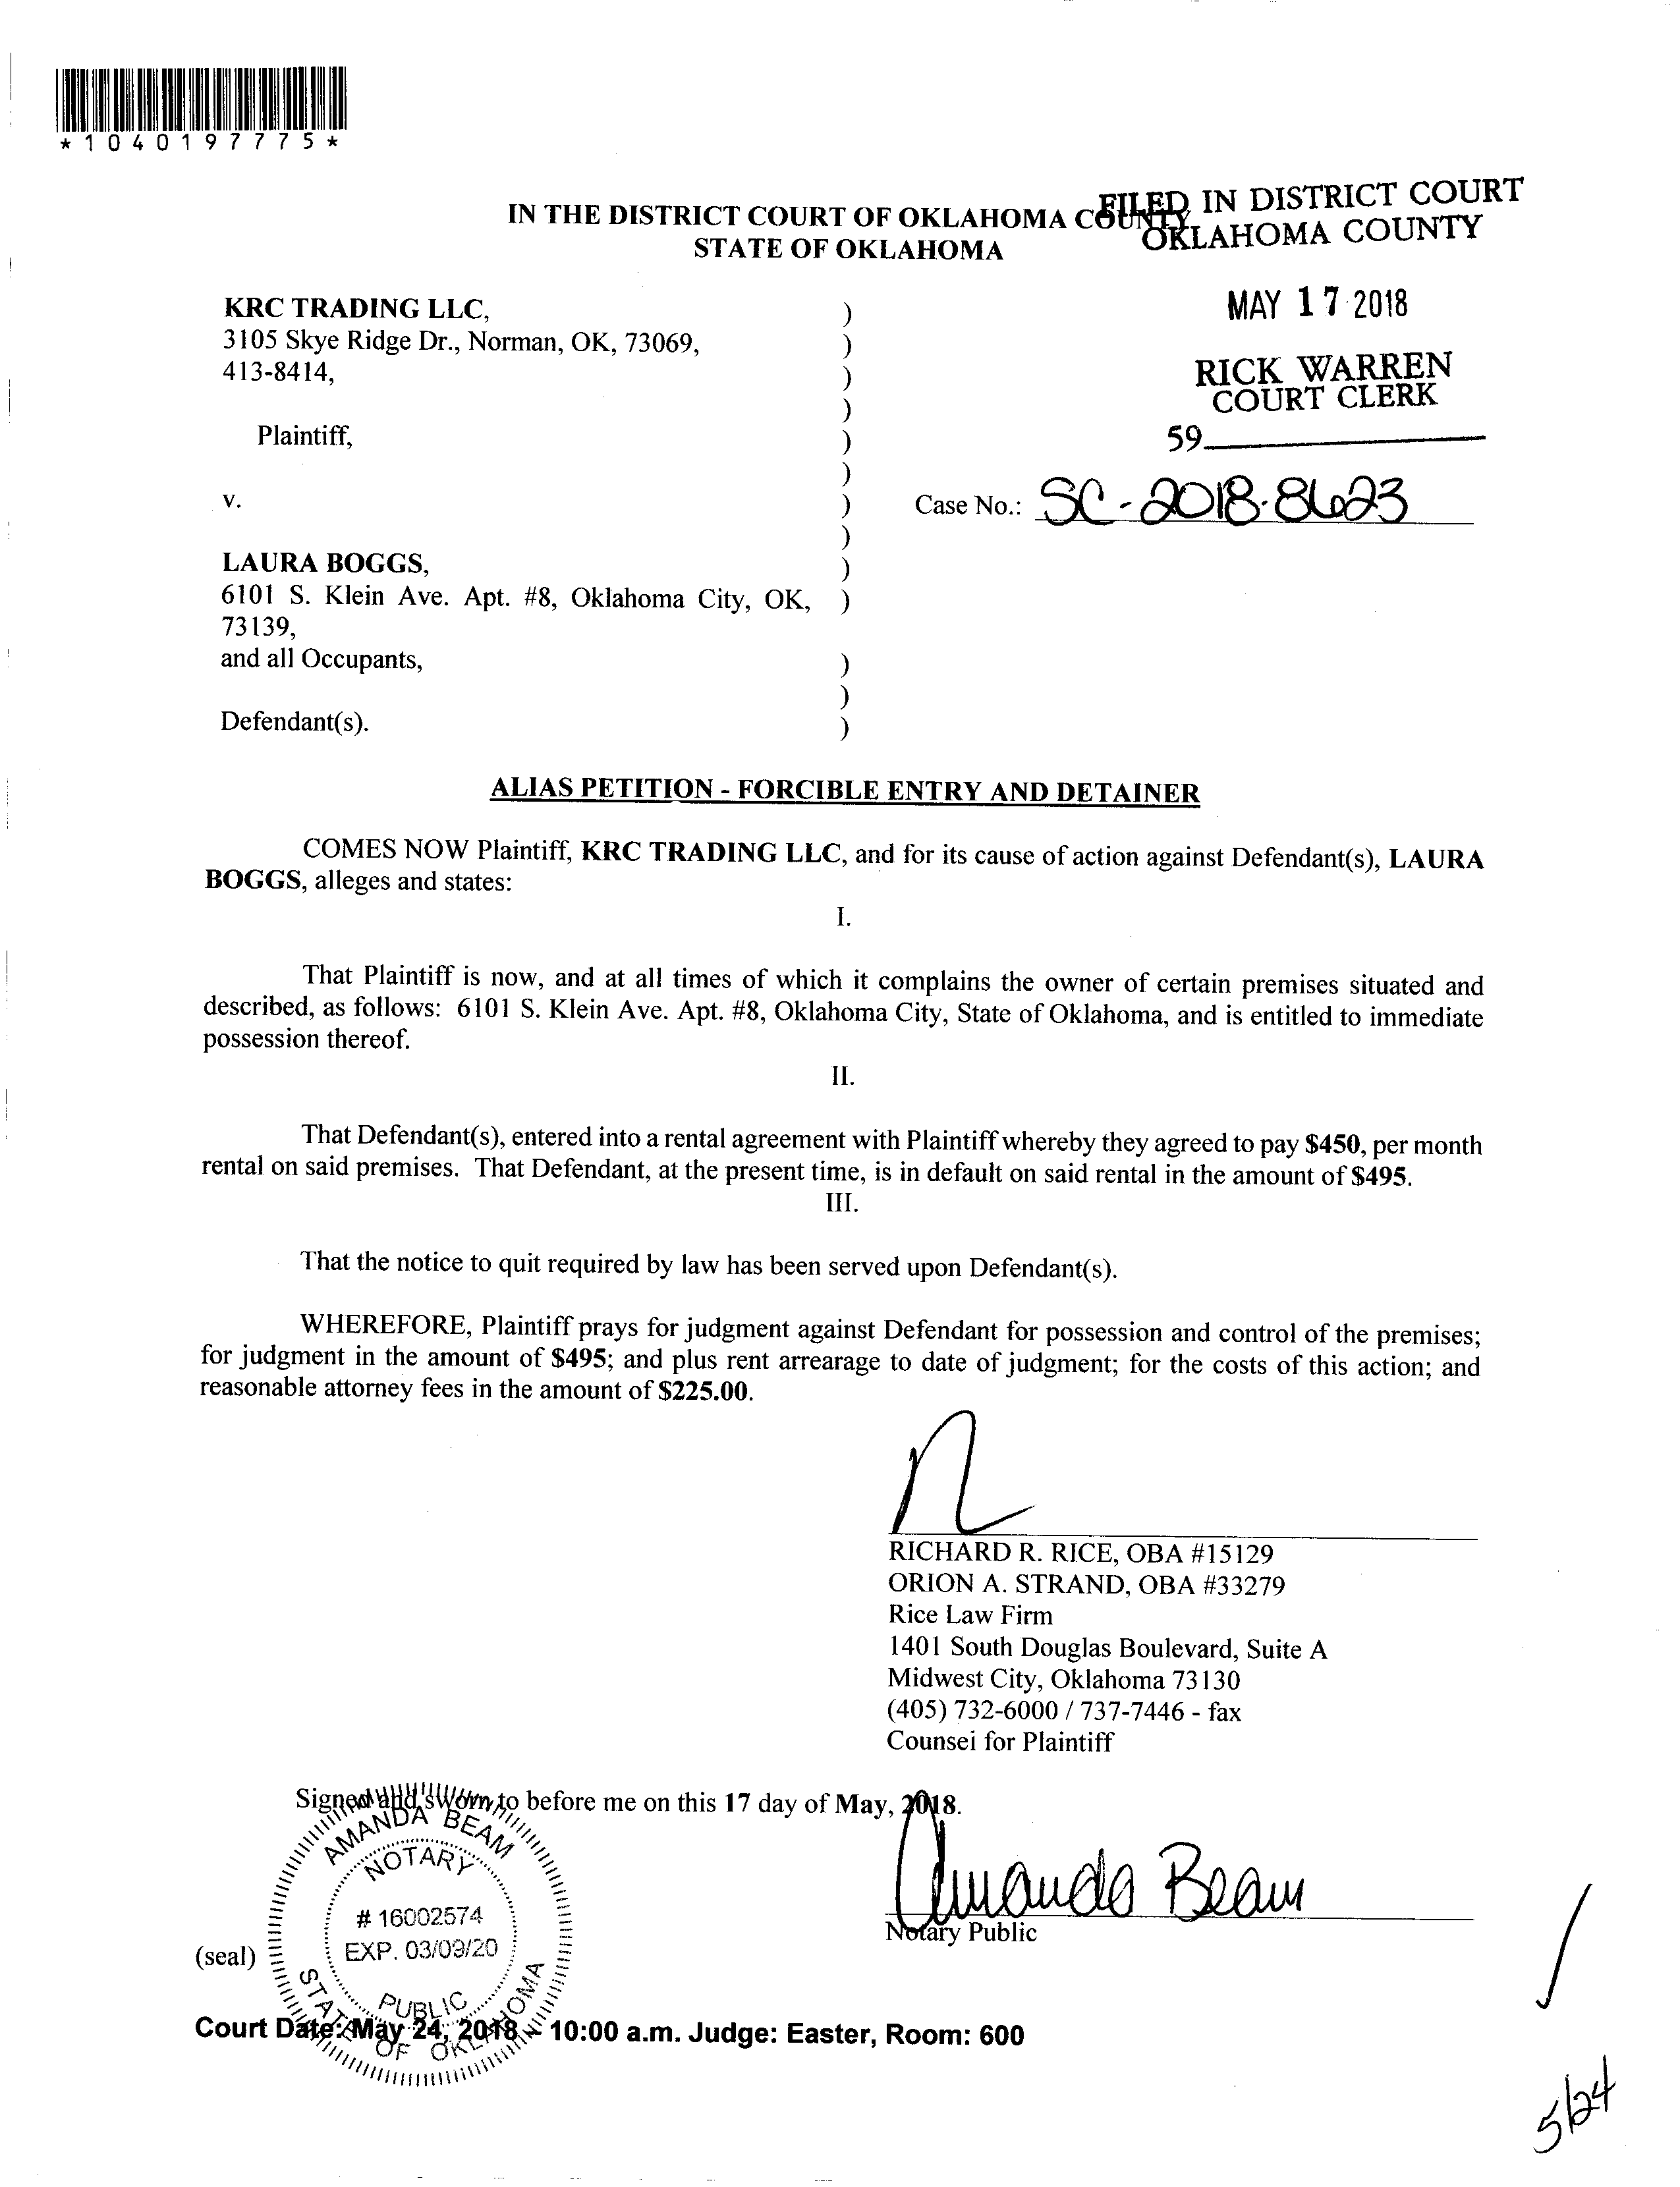 *1040197775*
IN THE DISTRICT COURT OF OKLAHOMA COUNTY
STATE OF OKLAHOMA
FILED IN DISTRICT COURT
OKLAHOMA COUNTY
MAY 17 2018
RICK WARREN
COURT CLERK
59
KRC TRADING LLC, )
3105 Skye Ridge Dr., Norman, OK, 73069, )
413-8414, )
)
Plaintiff, )
)
v. ) Case No.: SC-2018-8623
)
LAURA BOGGS, )
6101 S. Klein Ave. Apt. #8, Oklahoma City, OK, )
73139,
and all Occupants, )
)
Defendant(s). )
ALIAS PETITION - FORCIBLE ENTRY AND DETAINER
COMES NOW Plaintiff, KRC TRADING LLC, and for its cause of action against Defendant(s), LAURA
BOGGS, alleges and states:
I.
That Plaintiff is now, and at all times of which it complains the owner of certain premises situated and
described, as follows: 6101 S. Klein Ave. Apt. #8, Oklahoma City, State of Oklahoma, and is entitled to immediate
possession thereof.
II.
That Defendant(s), entered into a rental agreement with Plaintiff whereby they agreed to pay $450, per month
rental on said premises. That Defendant, at the present time, is in default on said rental in the amount of $495.
III.
That the notice to quit required by law has been served upon Defendant(s).
WHEREFORE, Plaintiff prays for judgment against Defendant for possession and control of the premises;
for judgment in the amount of $495; and plus rent arrearage to date of judgment; for the costs of this action; and
reasonable attorney fees in the amount of $225.00.
RICHARD R. RICE, OBA #15129
ORION A. STRAND, OBA #33279
Rice Law Firm
1401 South Douglas Boulevard, Suite A
Midwest City, Oklahoma 73130
(405) 732-6000 / 737-7446 - fax
Counsel for Plaintiff
Signed and sworn to before me on this 17 day of May, 2018.
Amanda Beam
Notary Public
(seal)
AMANDA BEAM
NOTARY
# 16002574
EXP. 03/09/20
PUBLIC
STATE OF OKLAHOMA
Court Date: May 24, 2018 - 10:00 a.m. Judge: Easter, Room: 600
5/24